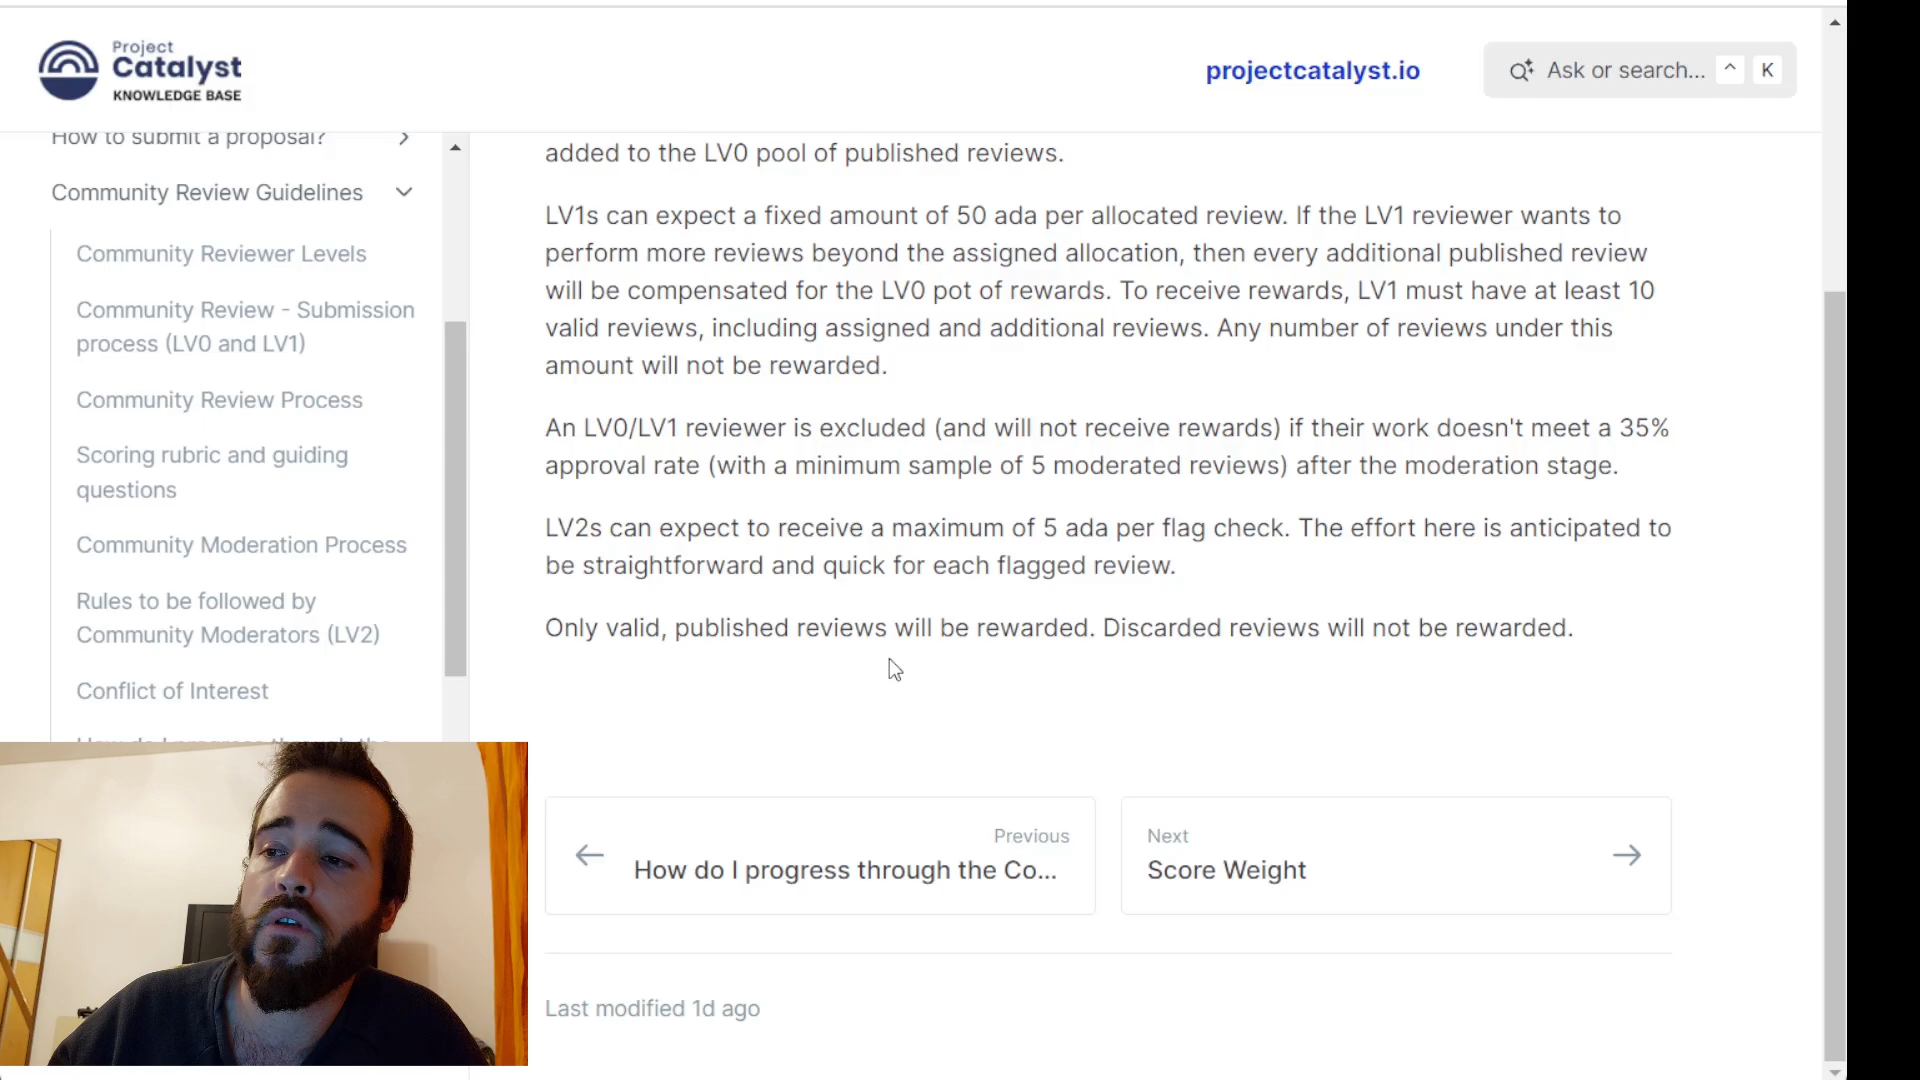 Project
Catalyst
KNOWLEDGE BASE
projectcatalyst.io
Ask or search...
^
K
How to submit a proposal?
Community Review Guidelines
Community Reviewer Levels
Community Review - Submission
process (LV0 and LV1)
Community Review Process
Scoring rubric and guiding
questions
Community Moderation Process
Rules to be followed by
Community Moderators (LV2)
Conflict of Interest
How do I progress through the
added to the LV0 pool of published reviews.
LV1s can expect a fixed amount of 50 ada per allocated review. If the LV1 reviewer wants to
perform more reviews beyond the assigned allocation, then every additional published review
will be compensated for the LV0 pot of rewards. To receive rewards, LV1 must have at least 10
valid reviews, including assigned and additional reviews. Any number of reviews under this
amount will not be rewarded.
An LV0/LV1 reviewer is excluded (and will not receive rewards) if their work doesn't meet a 35%
approval rate (with a minimum sample of 5 moderated reviews) after the moderation stage.
LV2s can expect to receive a maximum of 5 ada per flag check. The effort here is anticipated to
be straightforward and quick for each flagged review.
Only valid, published reviews will be rewarded. Discarded reviews will not be rewarded.
Previous
How do I progress through the Co...
Next
Score Weight
Last modified 1d ago